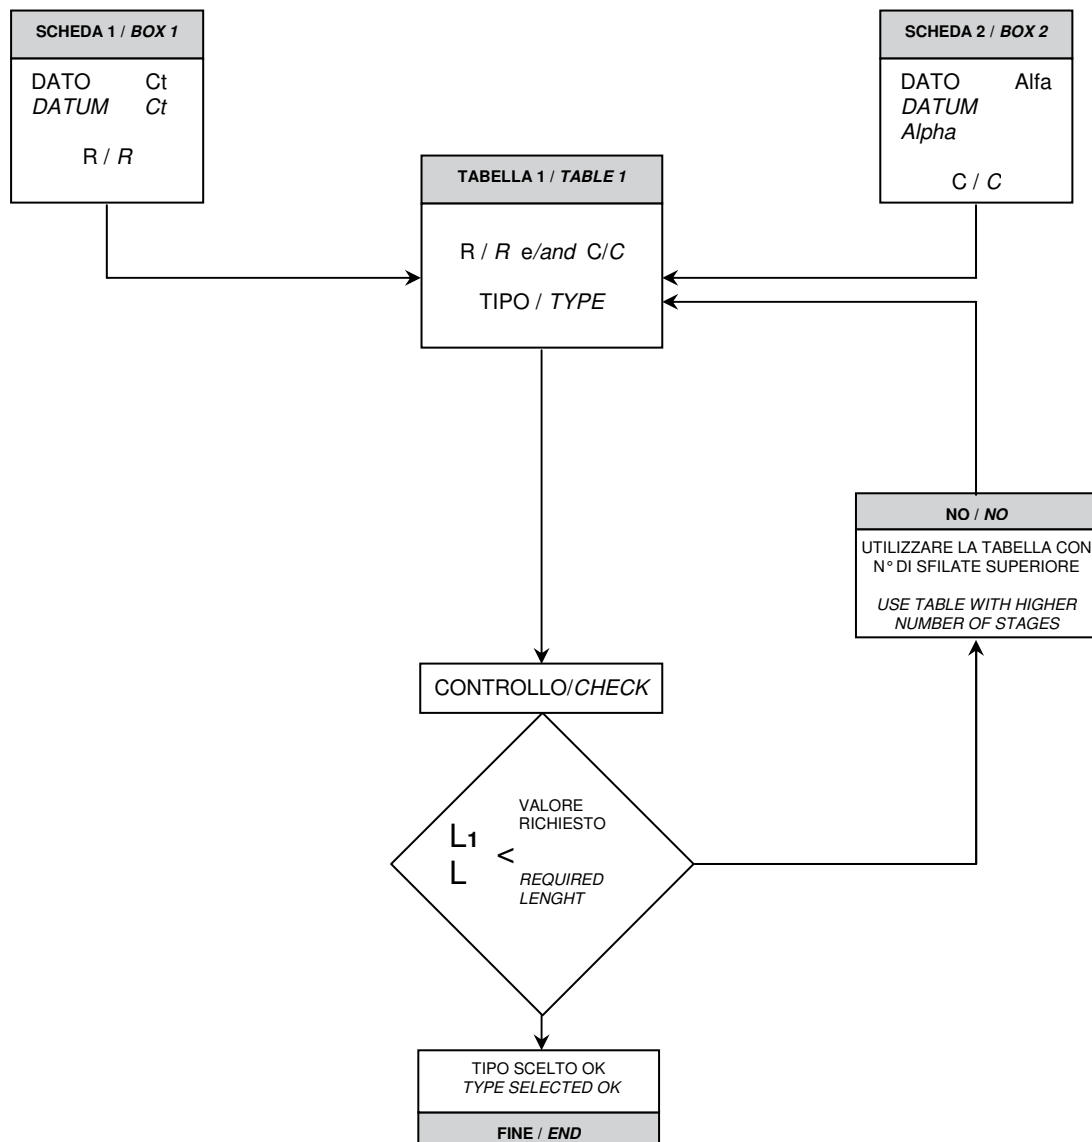 SCHEDA 1 / BOX 1
DATO Ct
DATUM Ct
R / R
SCHEDA 2 / BOX 2
DATO Alfa
DATUM
Alpha
C / C
TABELLA 1 / TABLE 1
R / R e/and C/C
TIPO / TYPE
NO / NO
UTILIZZARE LA TABELLA CON
N° DI SFILATE SUPERIORE
USE TABLE WITH HIGHER
NUMBER OF STAGES
CONTROLLO/CHECK
VALORE
RICHIESTO
L1
<
L
REQUIRED
LENGHT
TIPO SCELTO OK
TYPE SELECTED OK
FINE / END